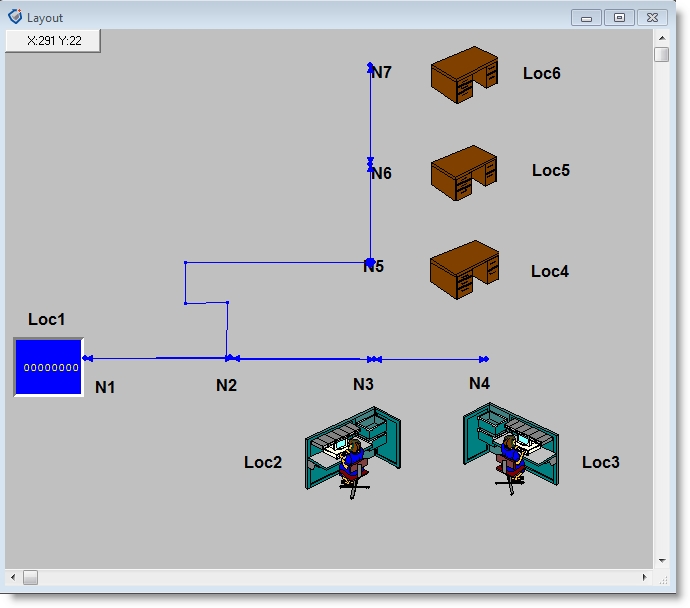 Layout
X:291 Y:22
N7
Loc6
N6
Loc5
N5
Loc4
Loc1
00000000
N1
N2
N3
N4
Loc2
Loc3